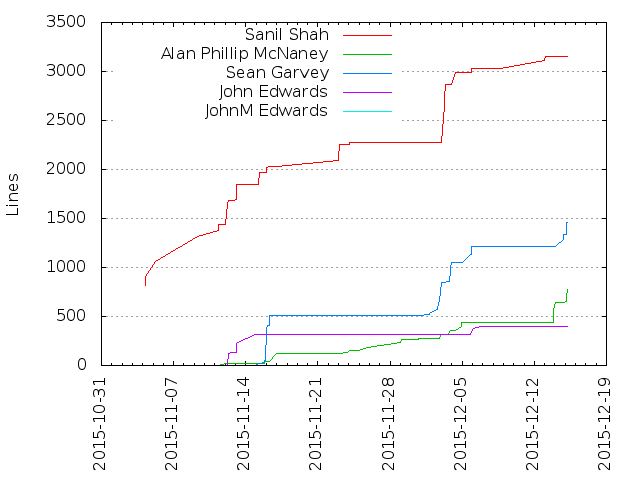 3500
3000
2500
2000
1500
1000
500
0
Lines
Sanil Shah
Alan Phillip McNaney
Sean Garvey
John Edwards
JohnM Edwards
2015-10-31
2015-11-07
2015-11-14
2015-11-21
2015-11-28
2015-12-05
2015-12-12
2015-12-19